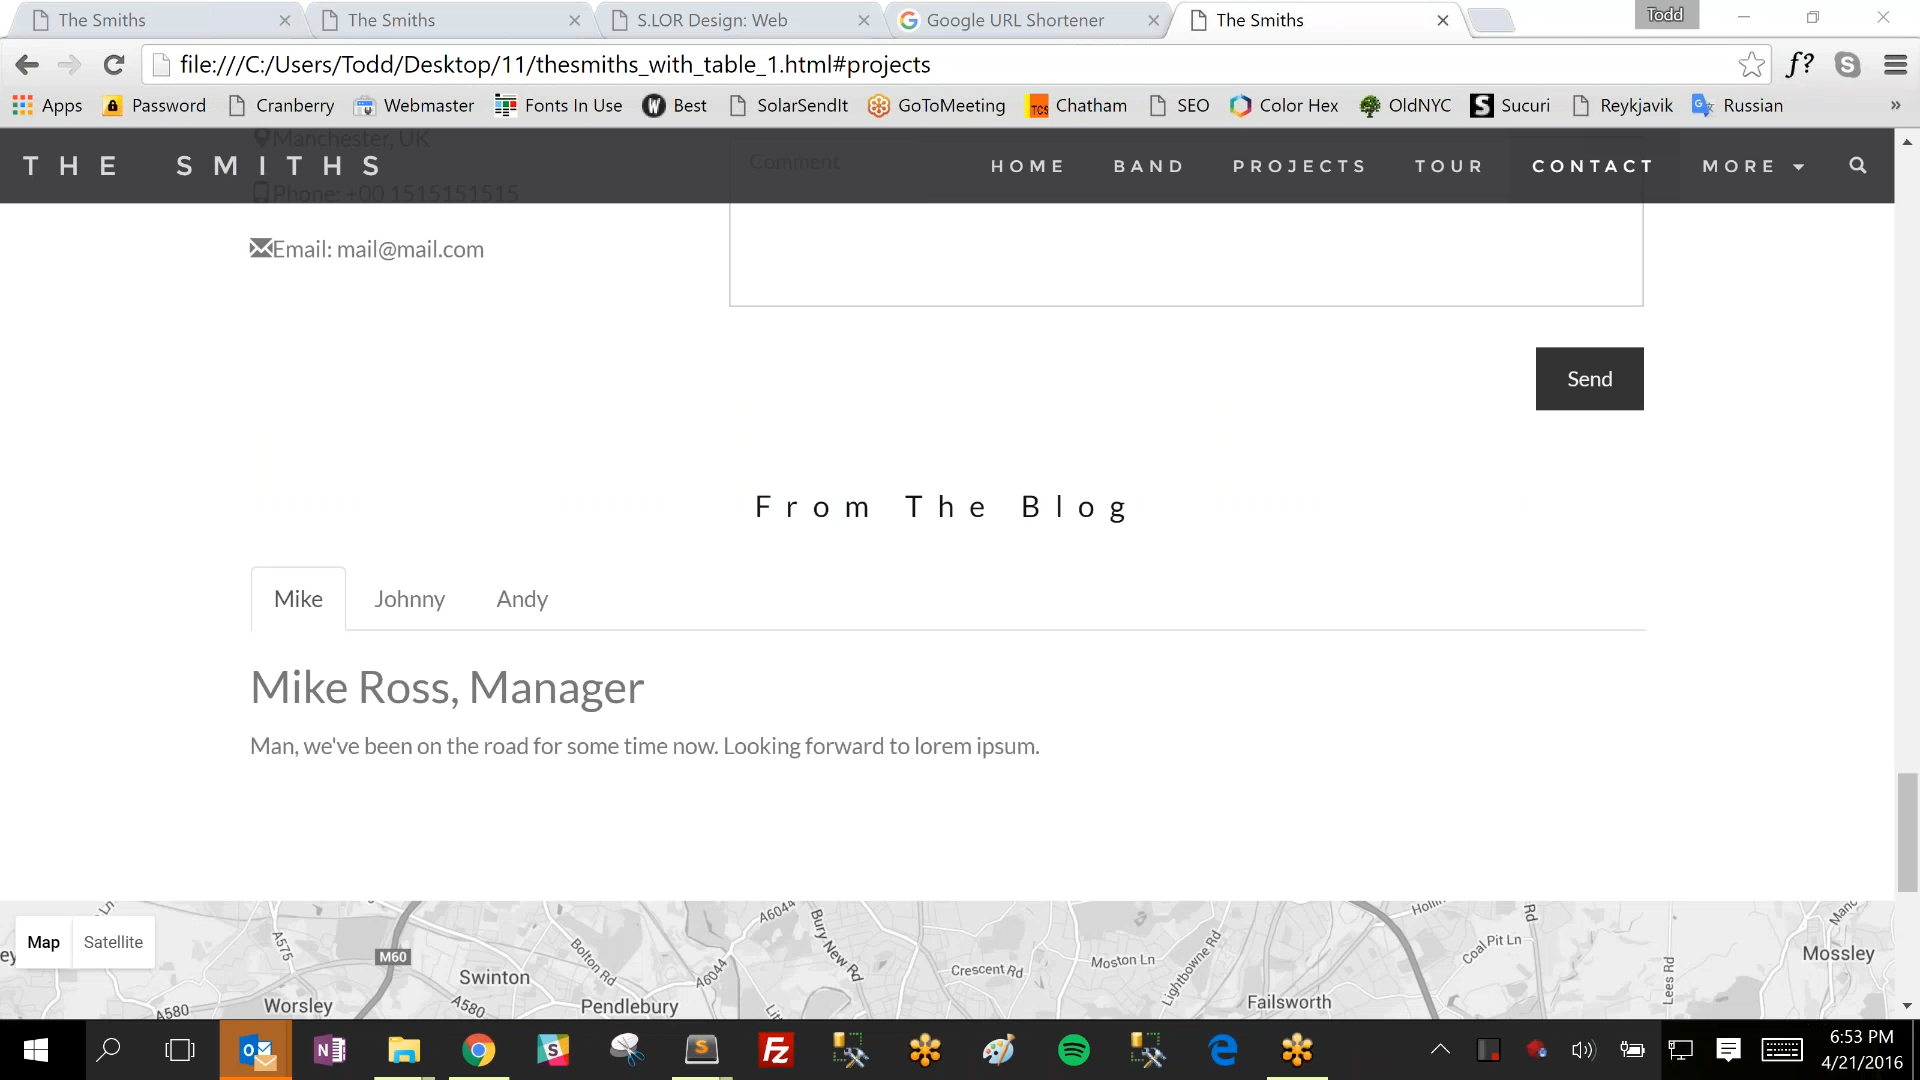 The Smiths
The Smiths
S.LOR Design: Web
Google URL Shortener
The Smiths
Todd
file:///C:/Users/Todd/Desktop/11/thesmiths_with_table_1.html#projects
f?
Apps
Password
Cranberry
Webmaster
Fonts In Use
Best
SolarSendIt
GoToMeeting
Chatham
SEO
Color Hex
OldNYC
Sucuri
Reykjavik
Russian
»
Manchester, UK
Comment
THE SMITHS
HOME
BAND
PROJECTS
TOUR
CONTACT
MORE
Phone: +00 1515151515
Email: mail@mail.com
Send
From The Blog
Mike
Johnny
Andy
Mike Ross, Manager
Man, we've been on the road for some time now. Looking forward to lorem ipsum.
Map
Satellite
A575
M60
Bolton Rd
Swinton
Worsley
A580
A580
Pendlebury
A6044
A6044
Bury New Rd
Crescent Rd
Moston Ln
Lightbowne Rd
Failsworth
Coal Pit Ln
Rd
Lees Rd
Mossley
6:53 PM
4/21/2016